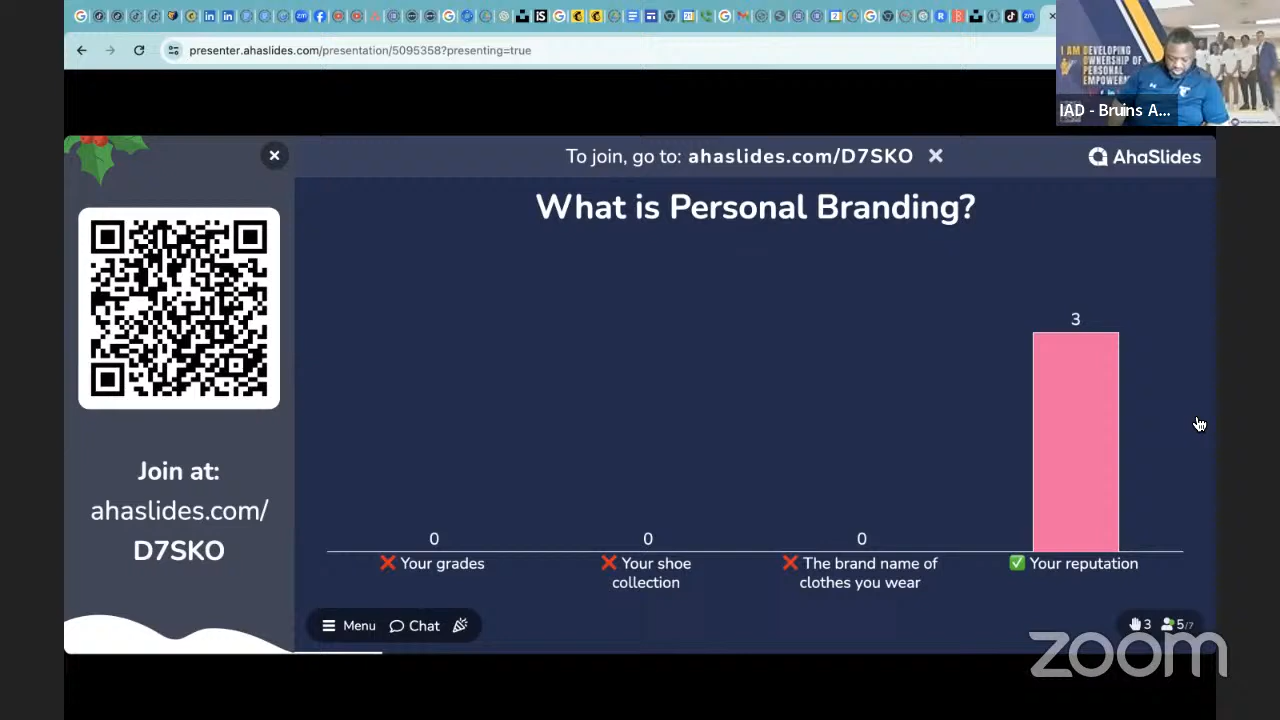 presenter.ahaslides.com/presentation/5095358?presenting=true
I AM DEVELOPING
OWNERSHIP OF
PERSONAL
IAD - Bruins A...
To join, go to: ahaslides.com/D7SKO
AhaSlides
What is Personal Branding?
3
0
0
0
Your grades
Your shoe
collection
The brand name of
clothes you wear
Your reputation
Join at:
ahaslides.com/
D7SKO
Menu
Chat
3
5/7
zoom